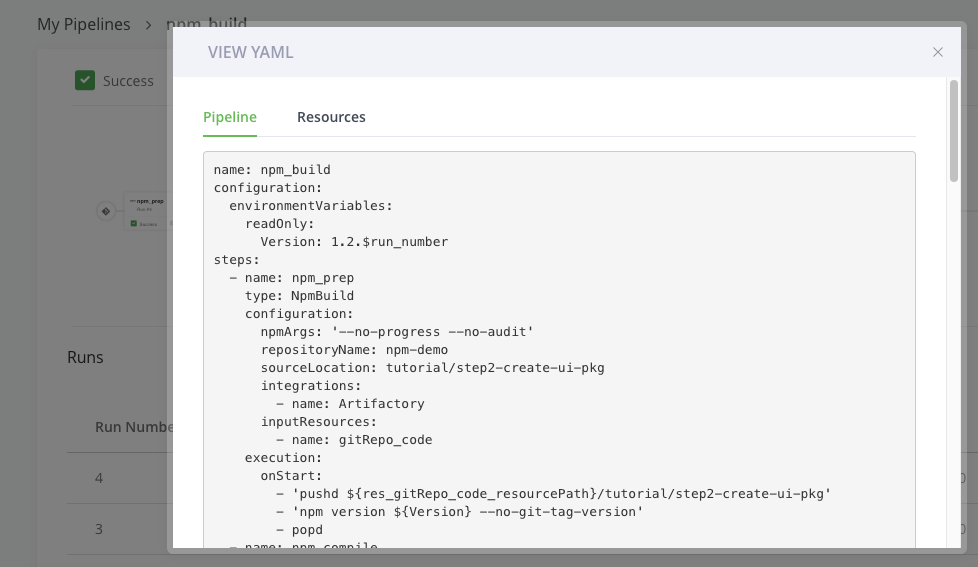 My Pipelines > npm_build
VIEW YAML
Success
Pipeline Resources
name: npm_build
configuration:
  environmentVariables:
    readOnly:
      Version: 1.2.$run_number
steps:
  - name: npm_prep
    type: NpmBuild
    configuration:
      npmArgs: '--no-progress --no-audit'
      repositoryName: npm-demo
      sourceLocation: tutorial/step2-create-ui-pkg
      integrations:
        - name: Artifactory
      inputResources:
        - name: gitRepo_code
    execution:
      onStart:
        - 'pushd ${res_gitRepo_code_resourcePath}/tutorial/step2-create-ui-pkg'
        - 'npm version ${Version} --no-git-tag-version'
        - popd
  - name: npm_compile
npm_prep
Success
Runs
Run Numbe
4
3